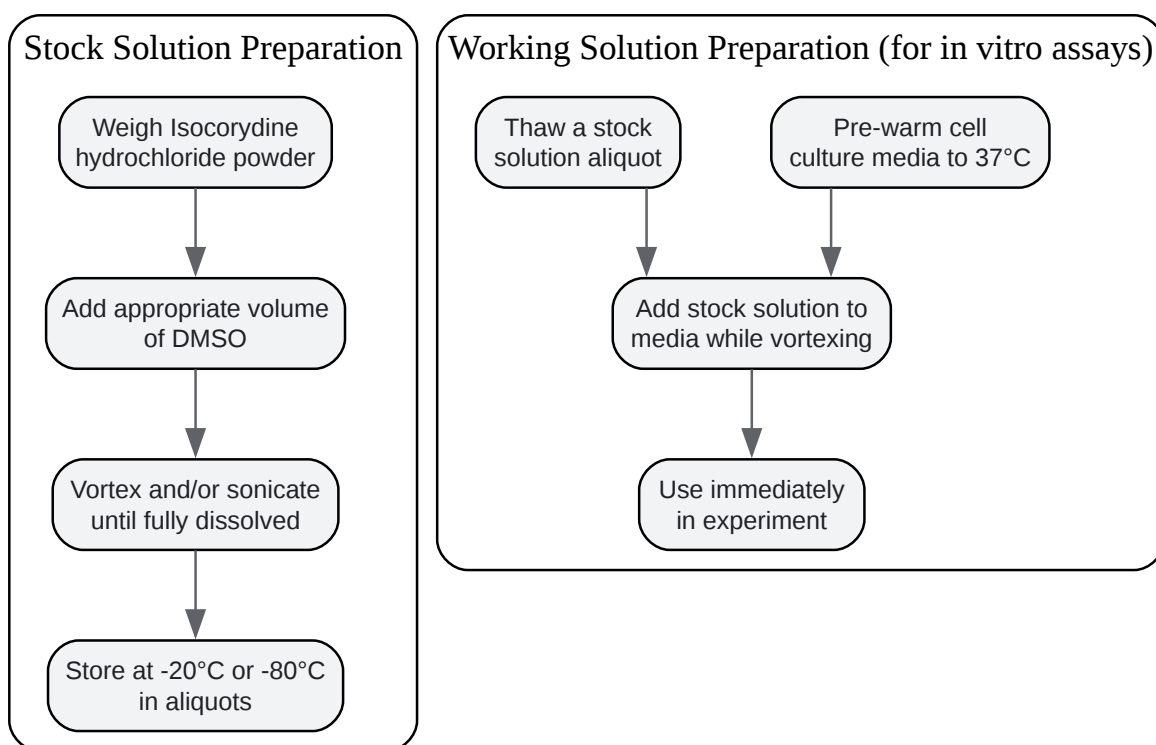 Stock Solution Preparation
Weigh Isocorydine
hydrochloride powder
Add appropriate volume
of DMSO
Vortex and/or sonicate
until fully dissolved
Store at -20°C or -80°C
in aliquots
Working Solution Preparation (for in vitro assays)
Thaw a stock
solution aliquot
Pre-warm cell
culture media to 37°C
Add stock solution to
media while vortexing
Use immediately
in experiment